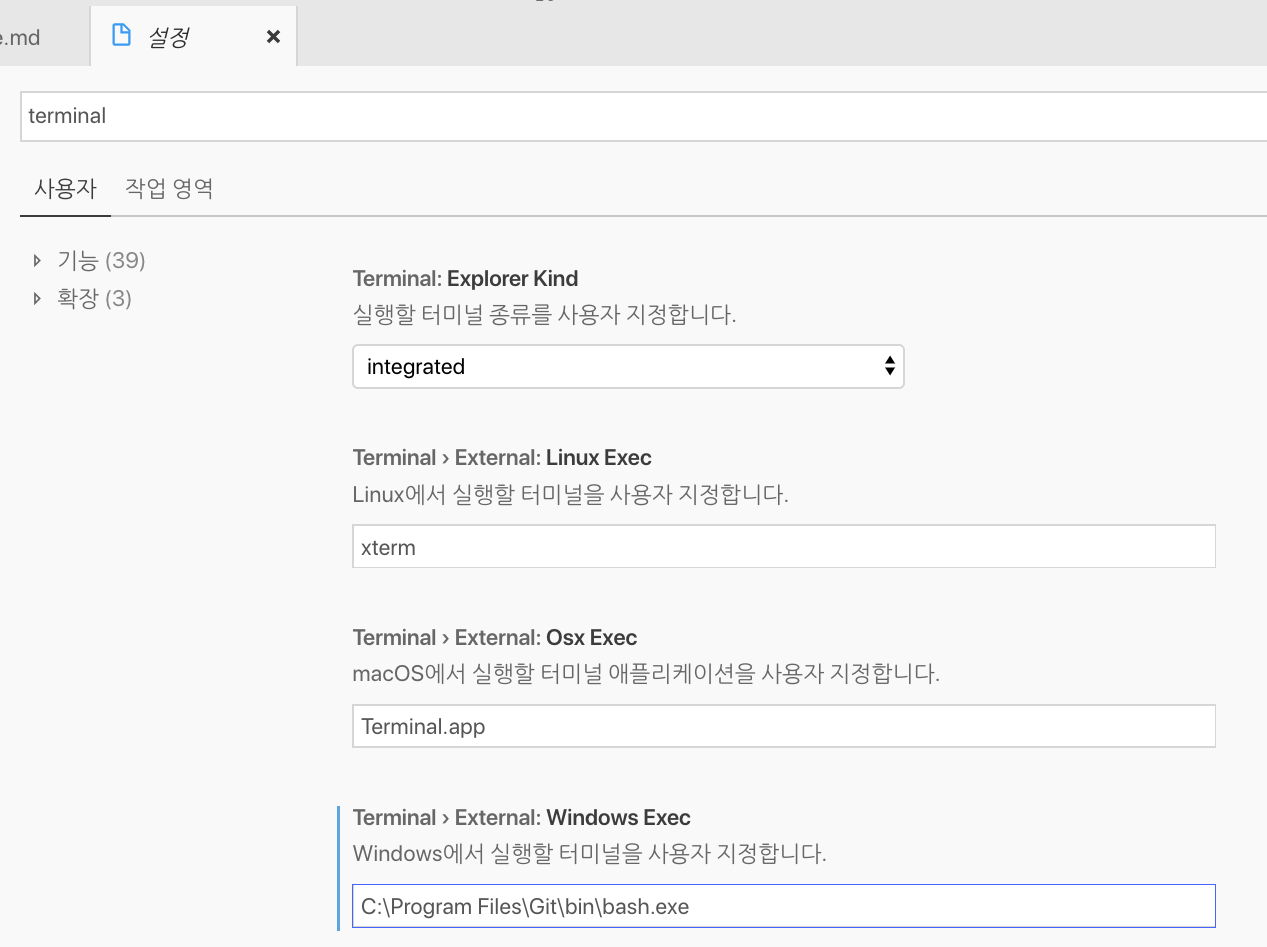 e.md
설정
terminal
사용자 작업 영역
기능 (39)
확장 (3)
Terminal: Explorer Kind
실행할 터미널 종류를 사용자 지정합니다.
integrated
Terminal › External: Linux Exec
Linux에서 실행할 터미널을 사용자 지정합니다.
xterm
Terminal › External: Osx Exec
macOS에서 실행할 터미널 애플리케이션을 사용자 지정합니다.
Terminal.app
Terminal › External: Windows Exec
Windows에서 실행할 터미널을 사용자 지정합니다.
C:\Program Files\Git\bin\bash.exe